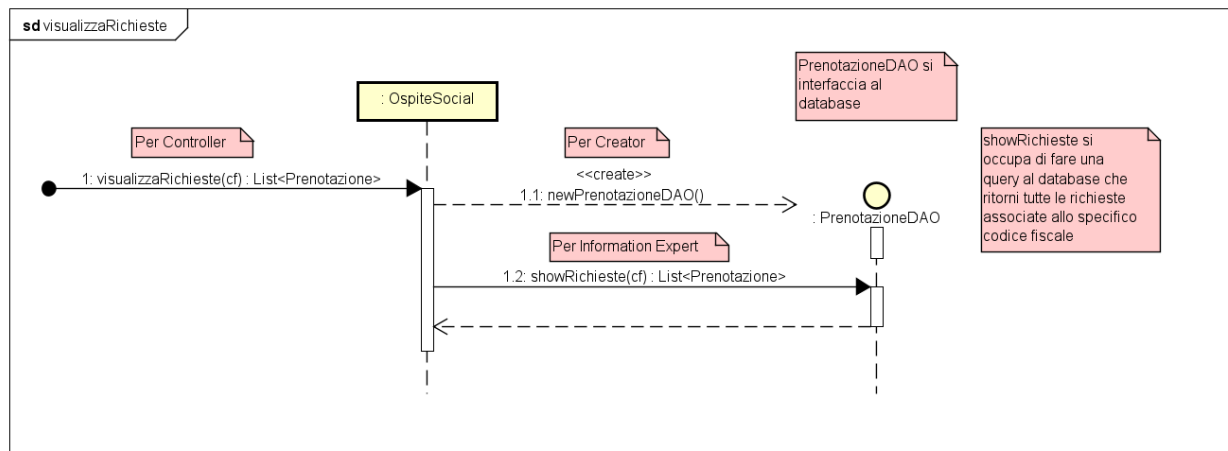 sd visualizzaRichieste
PrenotazioneDAO si
interfaccia al
database
: OspiteSocial
Per Controller
Per Creator
showRichieste si
occupa di fare una
query al database che
ritorni tutte le richieste
associate allo specifico
codice fiscale
1: visualizzaRichieste(cf) : List<Prenotazione>
<<create>>
1.1: newPrenotazioneDAO()
: PrenotazioneDAO
Per Information Expert
1.2: showRichieste(cf) : List<Prenotazione>